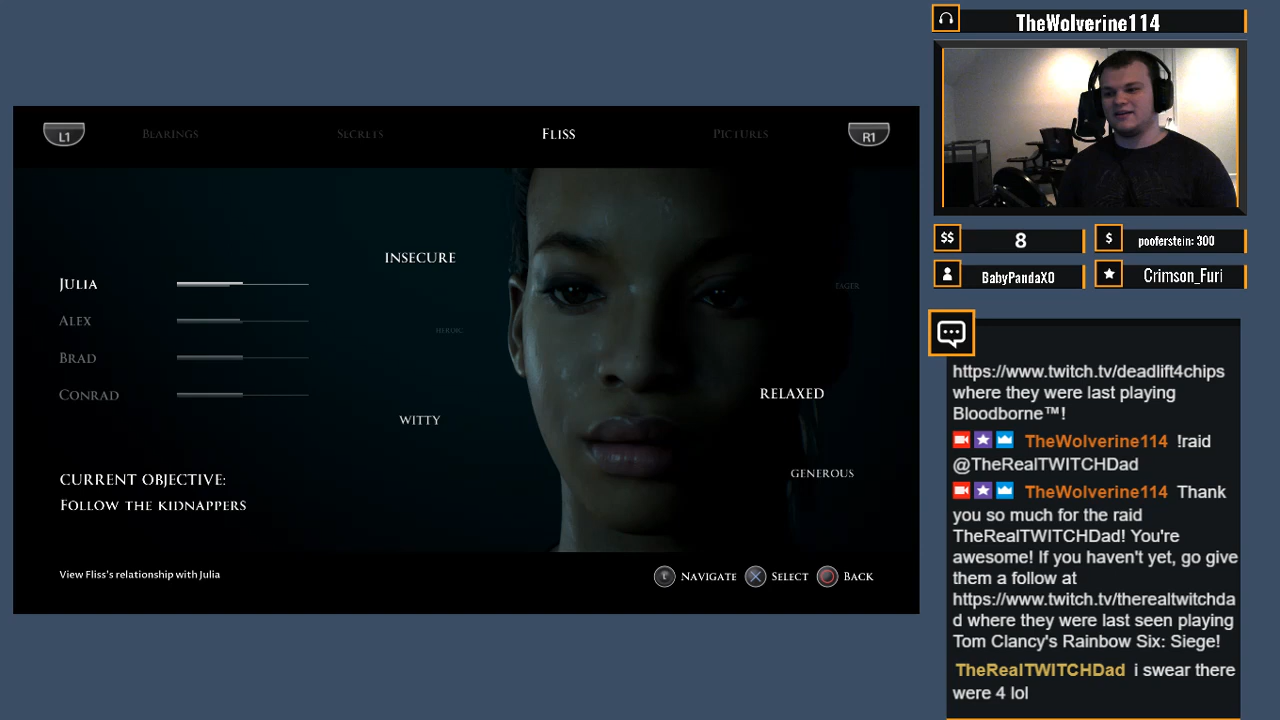 TheWolverine114
L1
BEARINGS
SECRETS
FLISS
PICTURES
R1
INSECURE
JULIA
EAGER
ALEX
HEROIC
BRAD
CONRAD
RELAXED
WITTY
GENEROUS
CURRENT OBJECTIVE:
FOLLOW THE KIDNAPPERS
View Fliss's relationship with Julia
L
NAVIGATE
SELECT
BACK
$$
8
$
pooferstein: 300
BabyPandaXO
Crimson_Furi
https://www.twitch.tv/deadlift4chips
where they were last playing
Bloodborne™!
TheWolverine114 !raid
@TheRealTWITCHDad
TheWolverine114 Thank
you so much for the raid
TheRealTWITCHDad! You're
awesome! If you haven't yet, go give
them a follow at
https://www.twitch.tv/therealtwitchda
d where they were last seen playing
Tom Clancy's Rainbow Six: Siege!
TheRealTWITCHDad i swear there
were 4 lol